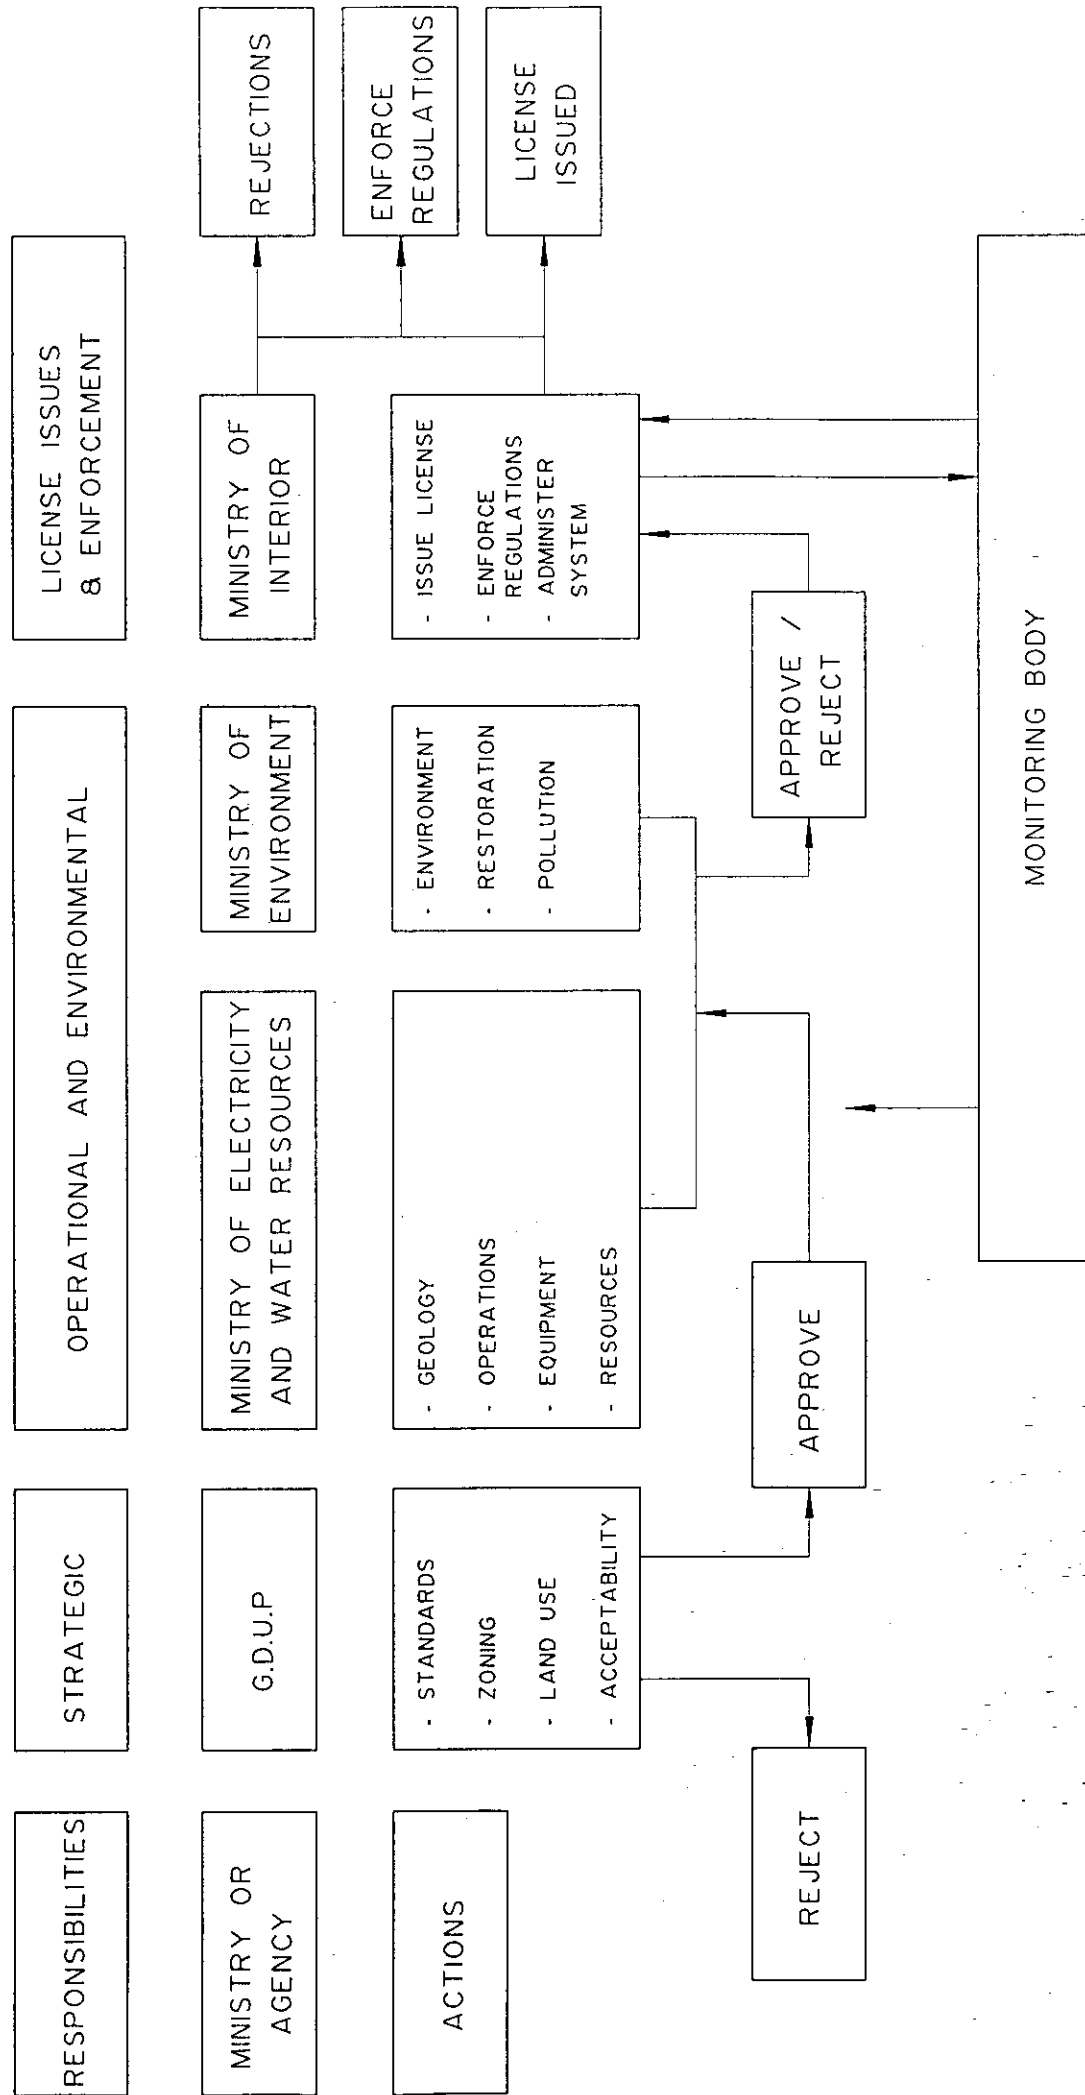 RESPONSIBILITIES
STRATEGIC
OPERATIONAL AND ENVIRONMENTAL
LICENSE ISSUES
& ENFORCEMENT
MINISTRY OR
AGENCY
G.D.U.P
MINISTRY OF ELECTRICITY
AND WATER RESOURCES
MINISTRY OF
ENVIRONMENT
MINISTRY OF
INTERIOR
REJECTIONS
ENFORCE
REGULATIONS
LICENSE
ISSUED
ACTIONS
- STANDARDS
- ZONING
- LAND USE
- ACCEPTABILITY
- GEOLOGY
- OPERATIONS
- EQUIPMENT
- RESOURCES
- ENVIRONMENT
- RESTORATION
- POLLUTION
- ISSUE LICENSE
- ENFORCE
REGULATIONS
- ADMINISTER
SYSTEM
REJECT
APPROVE
APPROVE /
REJECT
MONITORING BODY